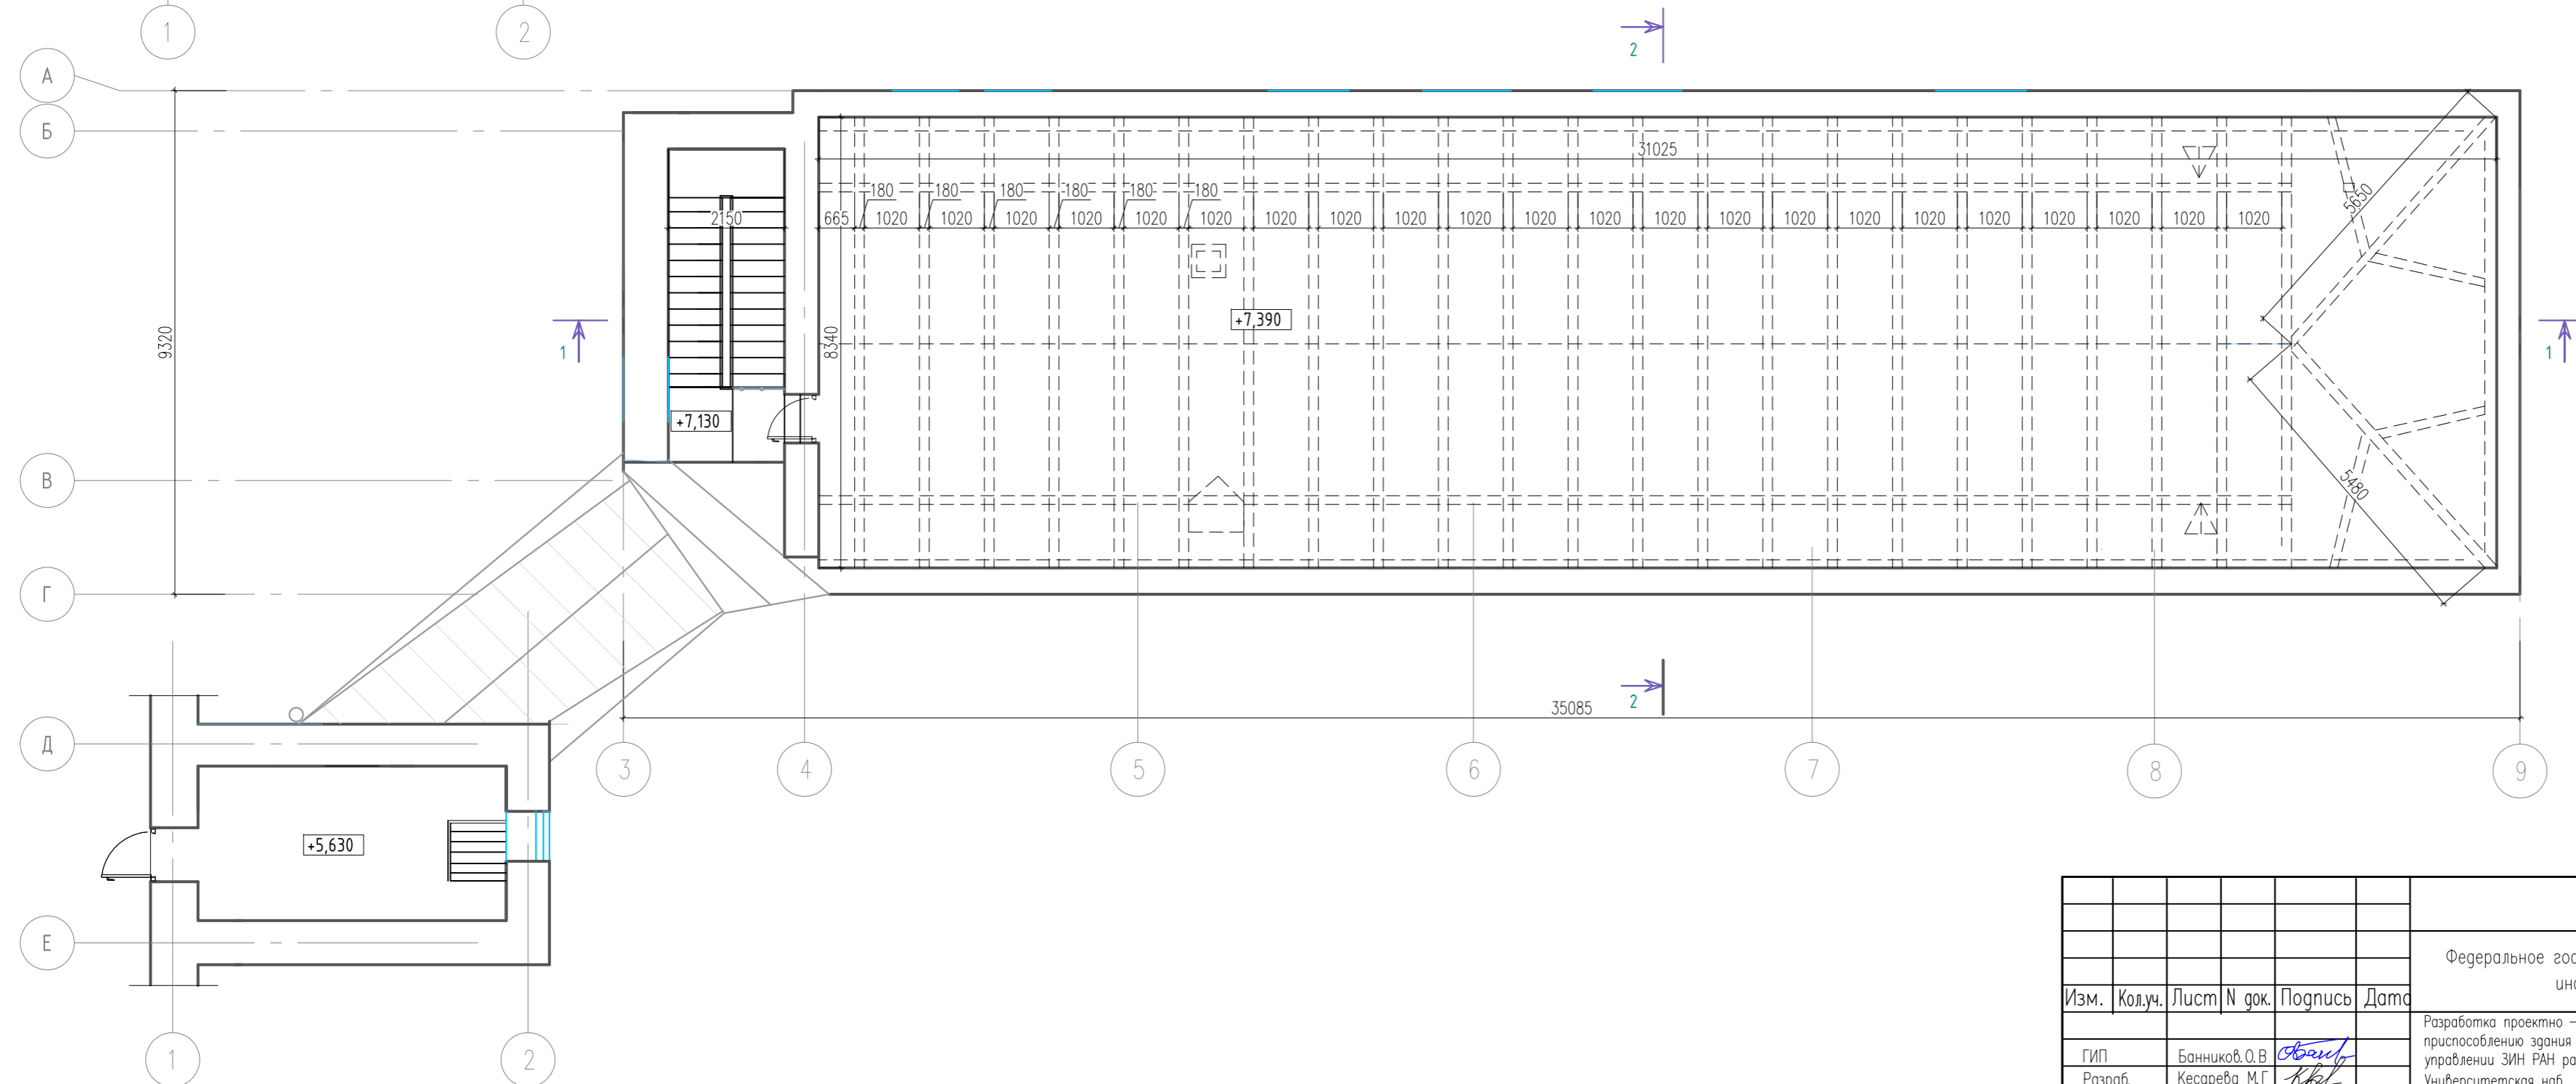 1 2
2
А
Б
31025
180 180 180 180 180 180
5650
2150 665 1020 1020 1020 1020 1020 1020 1020 1020 1020 1020 1020 1020 1020 1020 1020 1020 1020 1020 1020 1020 1020 1020
+7,390
9320
8340
1 1
+7,130
В
5480
Г
2
35085
Д
3 4 5 6 7 8 9
+5,630
Е
1 2
Изм. Кол.уч. Лист N док. Подпись Дата
ГИП Банников.О.В
Разраб. Кесарева М.Г
Федеральное
Разработка проектно –
приспособлению здания
управлении ЗИН РАН
Университетская наб